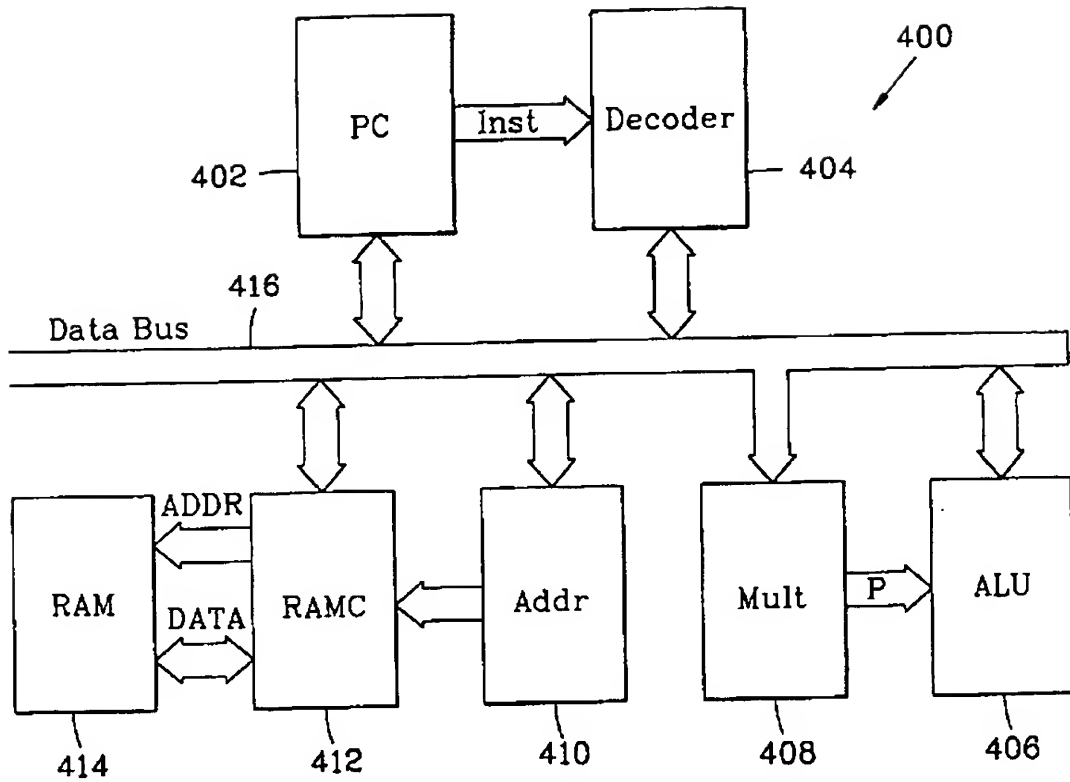 400
PC
Inst
Decoder
402
404
416
Data Bus
ADDR
RAM
DATA
RAMC
Addr
Mult
P
ALU
414
412
410
408
406